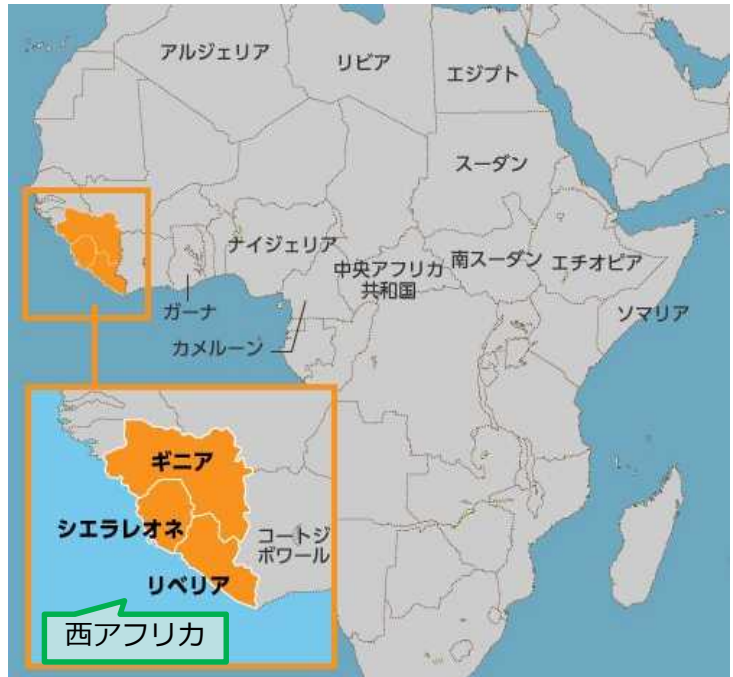 アルジェリア
リビア
エジプト
スーダン
ナイジェリア
中央アフリカ
共和国
南スーダン
エチオピア
ガーナ
ソマリア
カメルーン
ギニア
シエラレオネ
コートジ
ボワール
リベリア
西アフリカ